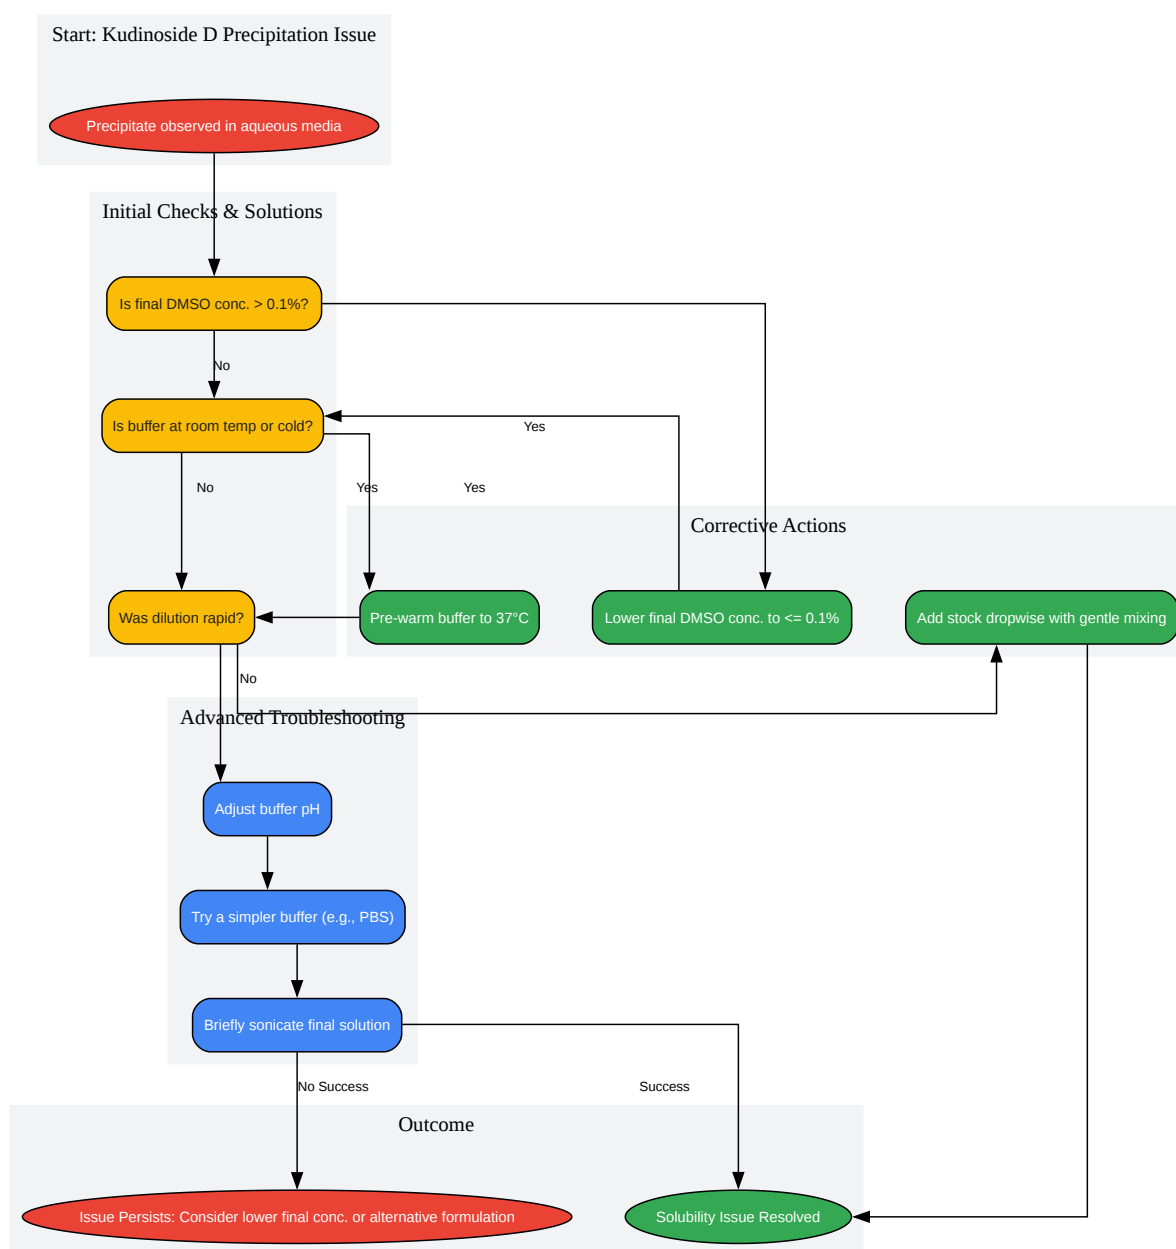 Start: Kudinoside D Precipitation Issue
Precipitate observed in aqueous media
Initial Checks & Solutions
Is final DMSO conc. > 0.1%?
No
Is buffer at room temp or cold?
Yes
No
Yes
Yes
Corrective Actions
Was dilution rapid?
Pre-warm buffer to 37°C
Lower final DMSO conc. to <= 0.1%
Add stock dropwise with gentle mixing
No
Advanced Troubleshooting
Adjust buffer pH
Try a simpler buffer (e.g., PBS)
Briefly sonicate final solution
No Success
Success
Outcome
Issue Persists: Consider lower final conc. or alternative formulation
Solubility Issue Resolved